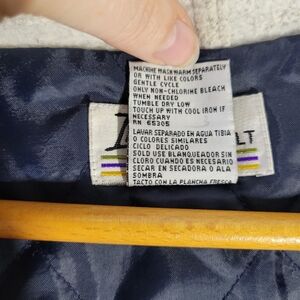 MACHINE WASH WARM SEPARATELY
OR WITH LIKE COLORS
GENTLE CYCLE
ONLY NON-CHLORINE BLEACH
WHEN NEEDED
TUMBLE DRY LOW
TOUCH UP WITH COOL IRON IF
NECESSARY
RN 65305
LAVAR SEPARADO EN AGUA TIBIA
O COLORES SIMILARES
CICLO DELICADO
SOLO USE BLANQUEADOR SIN
CLORO CUANDO ES NECESARIO
SECAR EN SECADORA O ALA
SOMBRA
TACTO CON LA PLANCHA FRESCA
LT